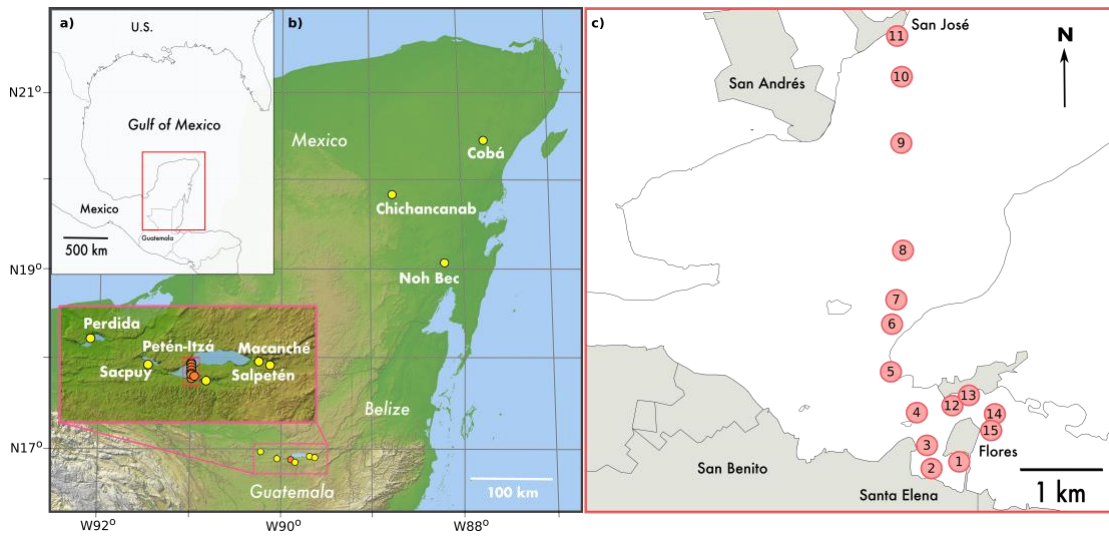 a)
U.S.
Gulf of Mexico
Mexico
Guatemala
500 km
b)
N21°
N19°
N17°
W92°
W90°
W88°
Mexico
Cobá
Chichancanab
Noh Bec
Belize
Guatemala
100 km
Perdida
Petén-Itzá
Macanché
Sacpuy
Salpetén
c)
San José
11
N
10
San Andrés
9
8
7
6
5
13
12
4
14
15
3
Flores
1
2
San Benito
Santa Elena
1 km